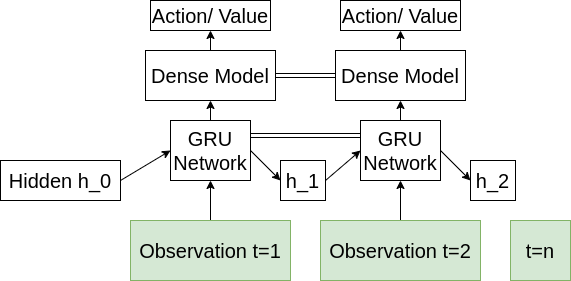 Action/ Value
Action/ Value
Dense Model
Dense Model
GRU
Network
GRU
Network
Hidden h_0
h_1
h_2
Observation t=1
Observation t=2
t=n